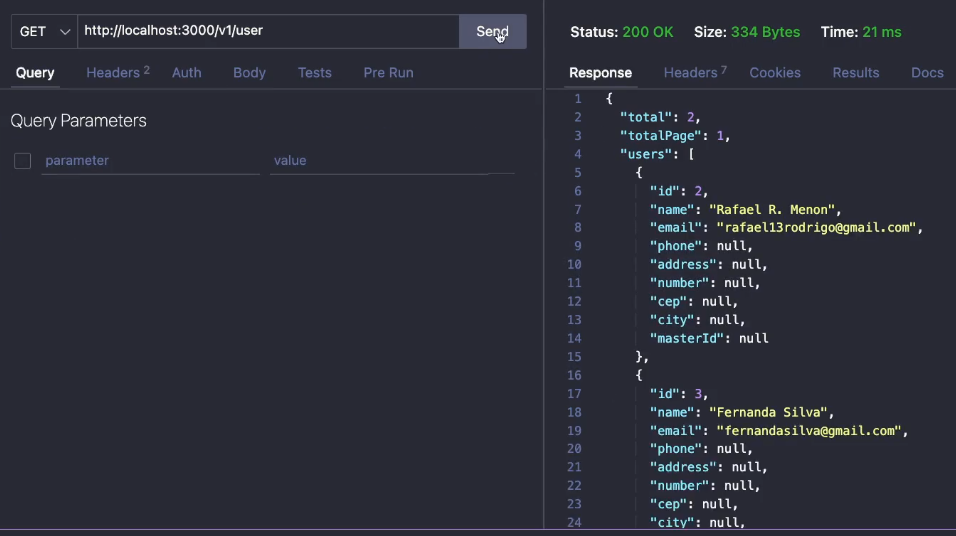 GET http://localhost:3000/v1/user Send
Query Headers 2 Auth Body Tests Pre Run
Query Parameters
parameter value
Status: 200 OK Size: 334 Bytes Time: 21 ms
Response Headers 7 Cookies Results Docs
1 {
2 "total": 2,
3 "totalPage": 1,
4 "users": [
5 {
6 "id": 2,
7 "name": "Rafael R. Menon",
8 "email": "rafael13rodrigo@gmail.com",
9 "phone": null,
10 "address": null,
11 "number": null,
12 "cep": null,
13 "city": null,
14 "masterId": null
15 },
16 {
17 "id": 3,
18 "name": "Fernanda Silva",
19 "email": "fernandasilva@gmail.com",
20 "phone": null,
21 "address": null,
22 "number": null,
23 "cep": null,
24 "city": null,